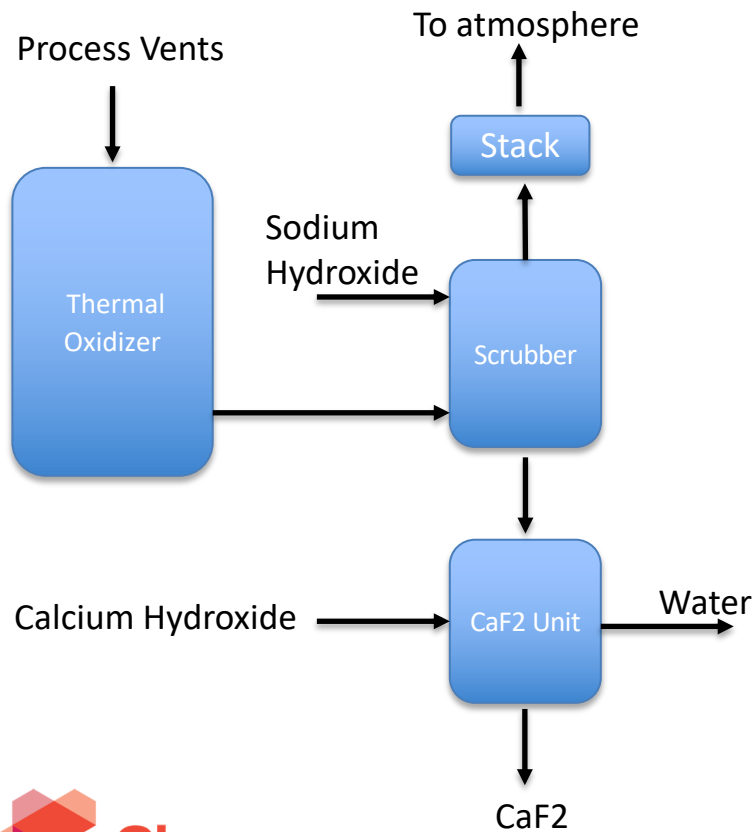 To atmosphere
Process Vents
Stack
Sodium
Hydroxide
Thermal
Oxidizer
Scrubber
Calcium Hydroxide
CaF2 Unit
Water
CaF2